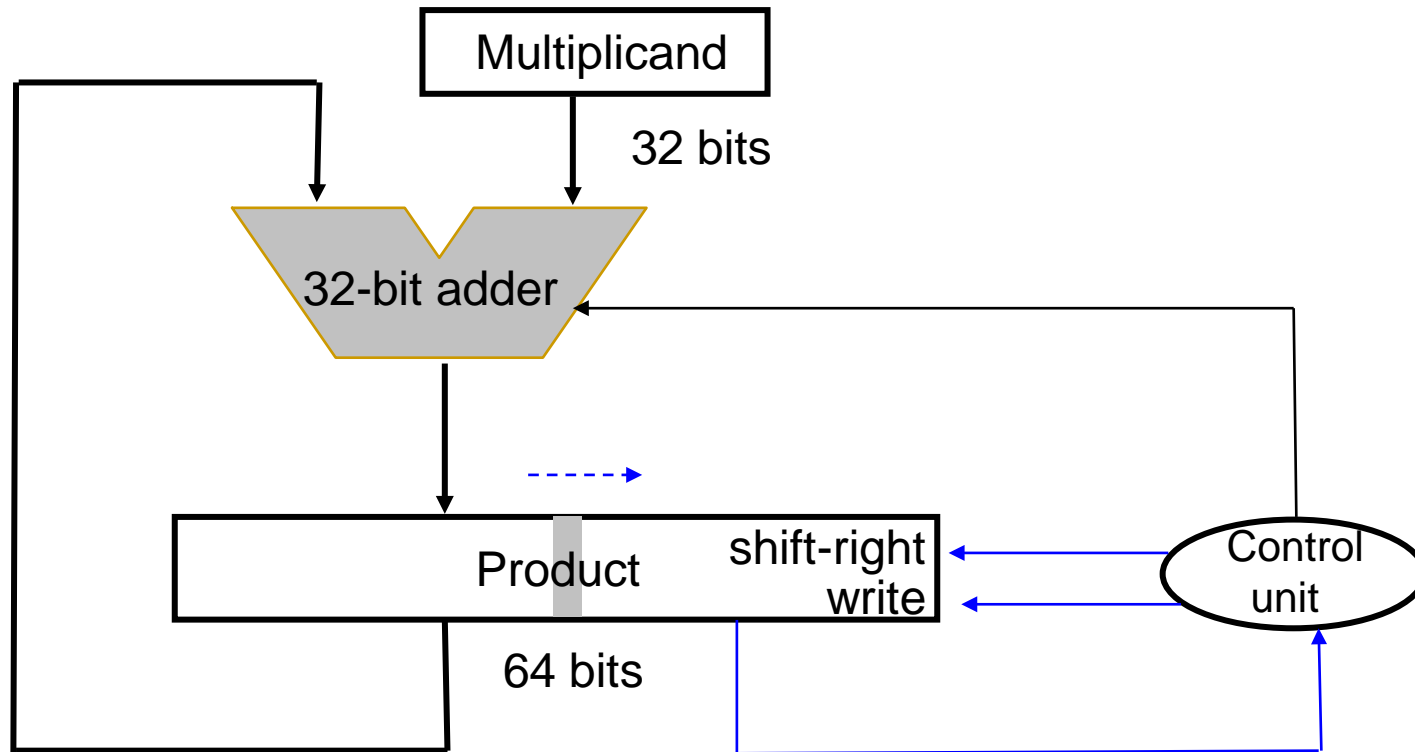 Multiplicand
32 bits
32-bit adder
Product
shift-right
write
Control
unit
64 bits